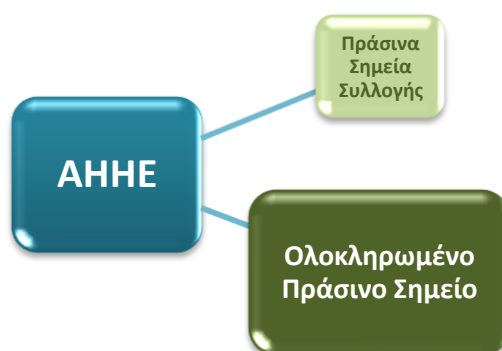 Πράσινα
Σημεία
Συλλογής
ΑΗΗΕ
Ολοκληρωμένο
Πράσινο Σημείο